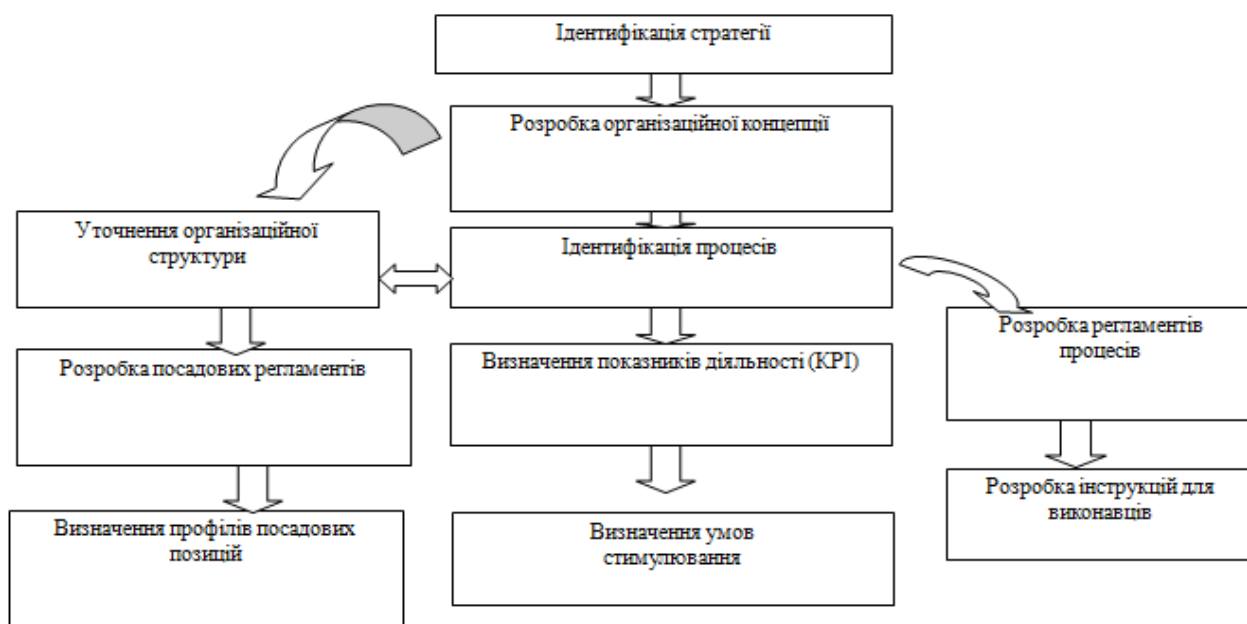 Ідентифікація стратегії
Розробка організаційної концепції
Уточнення організаційної
структури
Ідентифікація процесів
Розробка регламентів
процесів
Розробка посадових регламентів
Визначення показників діяльності (KPI)
Розробка інструкцій для
виконавців
Визначення профілів посадових
позицій
Визначення умов
стимулювання